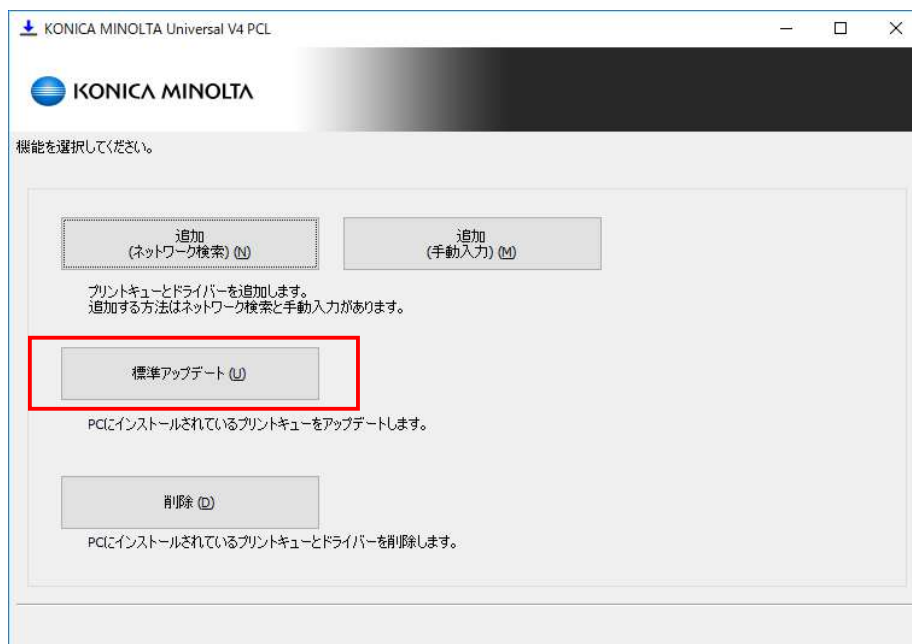 KONICA MINOLTA Universal V4 PCL
KONICA MINOLTA
機能を選択してください。
追加
(ネットワーク検索) (N)
追加
(手動入力) (M)
プリントキューとドライバーを追加します。
追加する方法はネットワーク検索と手動入力があります。
標準アップデート (U)
PCにインストールされているプリントキューをアップデートします。
削除 (D)
PCにインストールされているプリントキューとドライバーを削除します。